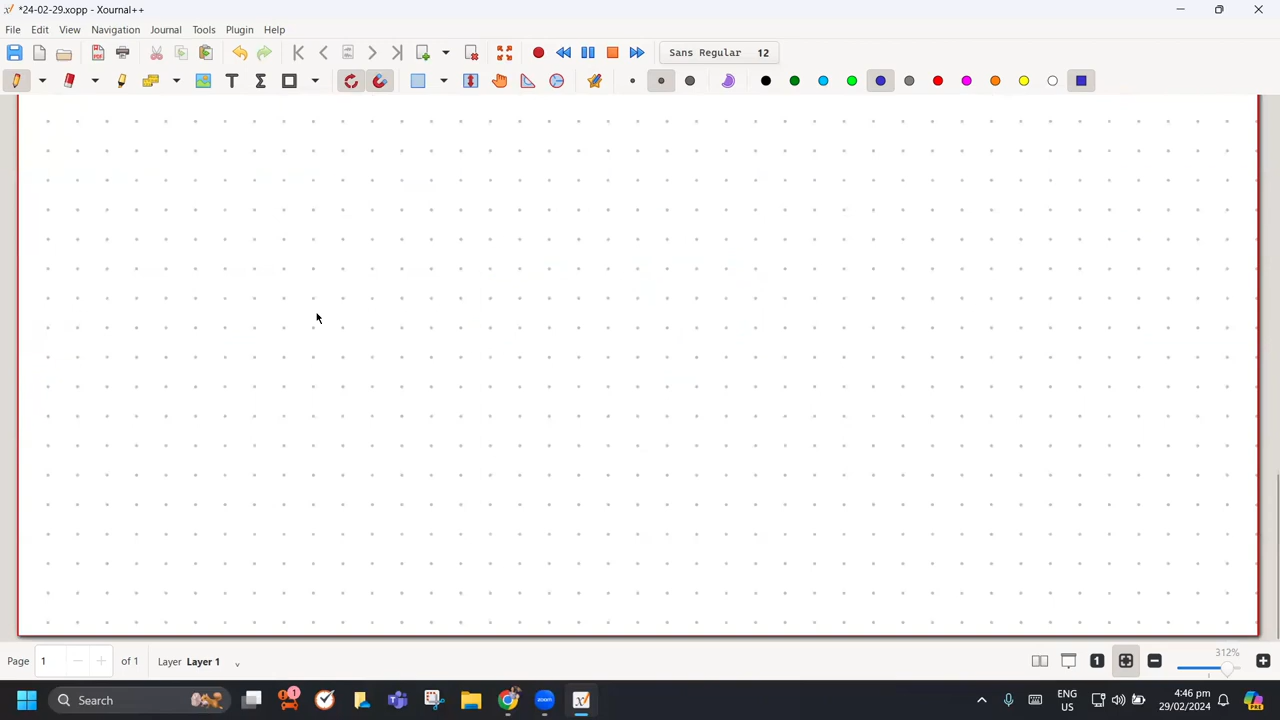 *24-02-29.xopp - Xournal++
File Edit View Navigation Journal Tools Plugin Help
Sans Regular 12
Page 1 of 1 Layer Layer 1 312%
Search
ENG
US
4:46 pm
29/02/2024